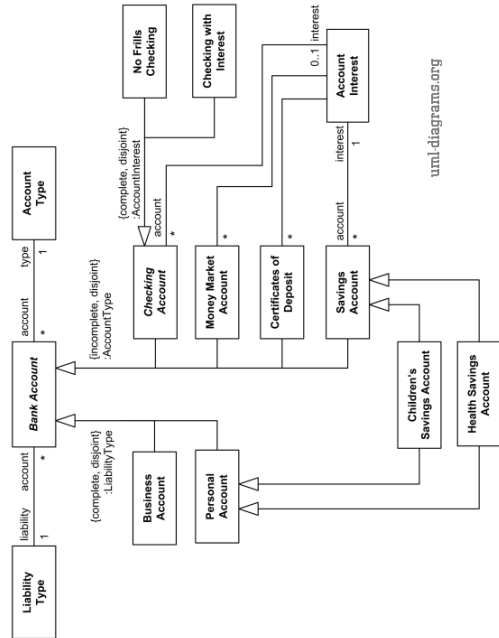 Liability
Type
liability
1
account
*
Bank Account
account
*
type
1
Account
Type
{complete, disjoint}
:LiabilityType
{incomplete, disjoint}
:AccountType
Business
Account
Personal
Account
Checking
Account
{complete, disjoint}
:AccountInterest
account
*
No Frills
Checking
Checking with
Interest
Money Market
Account
*
Certificates of
Deposit
*
Savings
Account
account
*
interest
1
0..1
interest
Account
Interest
Children's
Savings Account
Health Savings
Account
uml-diagrams.org